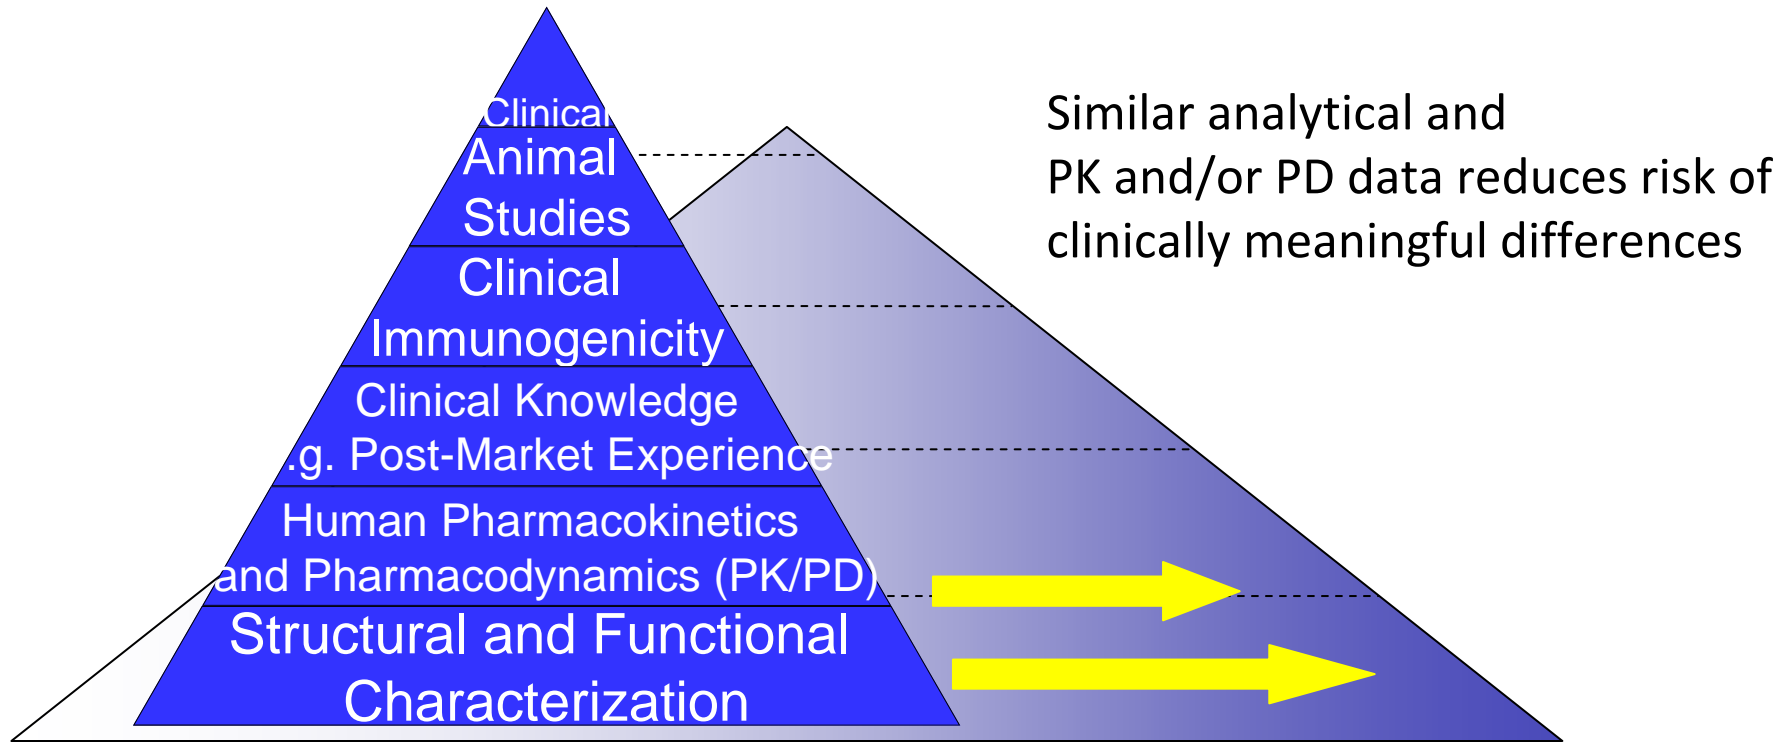 Clinical
Animal
Studies
Clinical
Immunogenicity
Clinical Knowledge
.g. Post-Market Experience
Human Pharmacokinetics
and Pharmacodynamics (PK/PD)
Structural and Functional
Characterization
Similar analytical and
PK and/or PD data reduces risk of
clinically meaningful differences